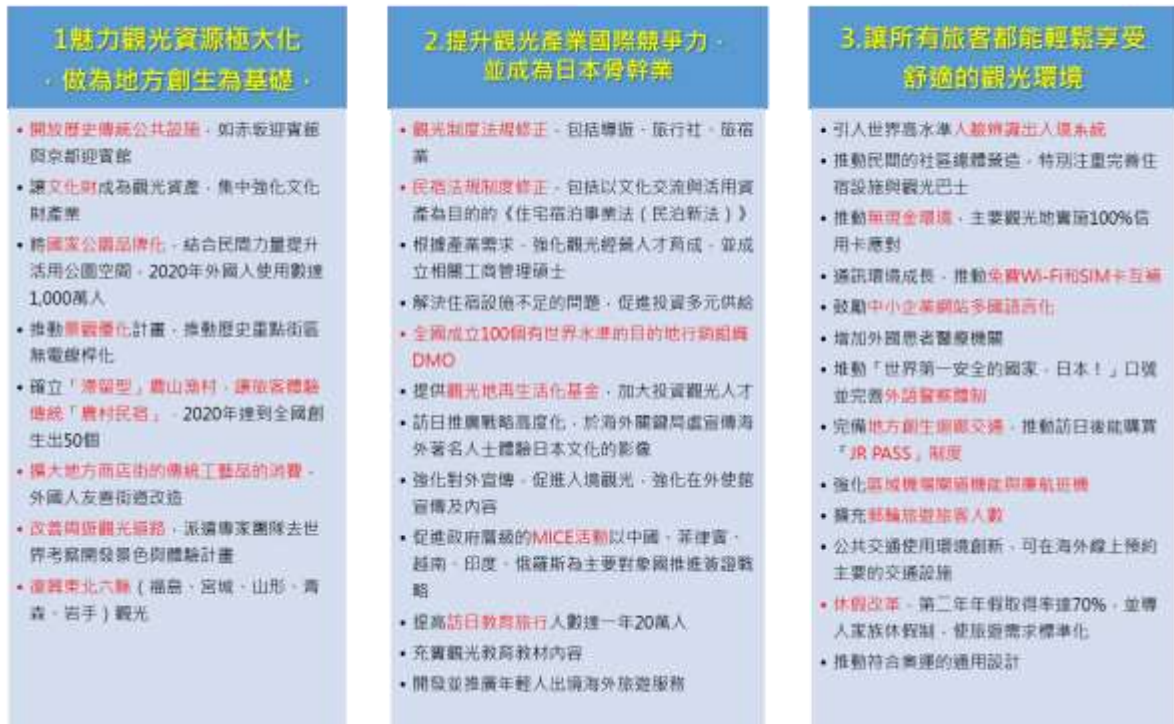 1魅力觀光資源極大化
，做為地方創生為基礎。
• 開放歷史傳統公共設施，如赤坂迎賓館
與京都迎賓館
• 讓文化財成為觀光資產，集中強化文化
財產業
• 將國家公園品牌化，結合民間力量提升
活用公園空間，2020年外國人使用數達
1,000萬人
• 推動景觀優化計畫，推動歷史重點街區
無電線桿化
• 確立「滯留型」農山漁村，讓旅客體驗
傳統「農村民宿」，2020年達到全國創
生出50個
• 擴大地方商店街的傳統工藝品的消費，
外國人友善街道改造
• 改善周遊觀光道路，派遣專家團隊去世
界考察開發景色與體驗計畫
• 復興東北六縣（福島、宮城、山形、青
森、岩手）觀光
2.提升觀光產業國際競爭力，
並成為日本骨幹業
• 觀光制度法規修正，包括導遊、旅行社、旅宿
業
• 民宿法規制度修正，包括以文化交流與活用資
產為目的的《住宅宿泊事業法（民泊新法）》
• 根據產業需求，強化觀光經營人才育成，並成
立相關工商管理碩士
• 解決住宿設施不足的問題，促進投資多元供給
• 全國成立100個有世界水準的目的地行銷組織
DMO
• 提供觀光地再生活化基金，加大投資觀光人才
• 訪日推廣戰略高度化，於海外關鍵局處宣傳海
外著名人士體驗日本文化的影像
• 強化對外宣傳，促進入境觀光，強化在外使館
宣傳及內容
• 促進政府層級的MICE活動以中國、菲律賓、
越南、印度、俄羅斯為主要對象國推進簽證戰
略
• 提高訪日教育旅行人數達一年20萬人
• 充實觀光教育教材內容
• 開發並推廣年輕人出境海外旅遊服務
3.讓所有旅客都能輕鬆享受
舒適的觀光環境
• 引入世界高水準人臉辨識出入境系統
• 推動民間的社區總體營造，特別注重完善住
宿設施與觀光巴士
• 推動無現金環境，主要觀光地實施100%信
用卡應對
• 通訊環境成長，推動免費Wi-Fi和SIM卡互補
• 鼓勵中小企業網站多國語言化
• 增加外國患者醫療機關
• 推動「世界第一安全的國家，日本！」口號
並完善外語警察體制
• 完備地方創生迴廊交通，推動訪日後能購買
「JR PASS」制度
• 強化區域機場閘道機能與廉航班機
• 擴充郵輪旅遊旅客人數
• 公共交通使用環境創新，可在海外線上預約
主要的交通設施
• 休假改革，第二年年假取得率達70%，並導
入家族休假制，使旅遊需求標準化
• 推動符合奧運的通用設計